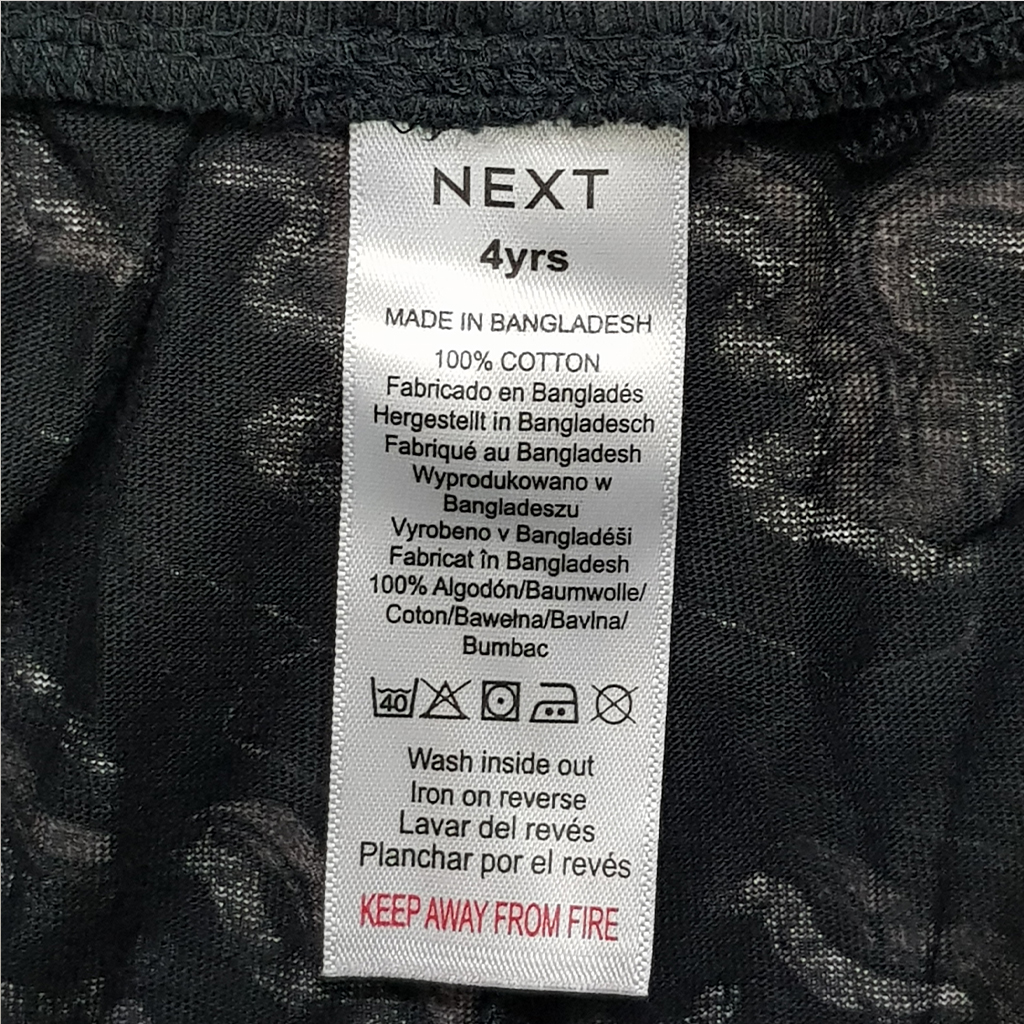 NEXT
4yrs
MADE IN BANGLADESH
100% COTTON
Fabricado en Bangladés
Hergestellt in Bangladesch
Fabriqué au Bangladesh
Wyprodukowano w
Bangladeszu
Vyrobeno v Bangladéši
Fabricat în Bangladesh
100% Algodón/Baumwolle/
Coton/Bawełna/Bavlna/
Bumbac
40
Wash inside out
Iron on reverse
Lavar del revés
Planchar por el revés
KEEP AWAY FROM FIRE